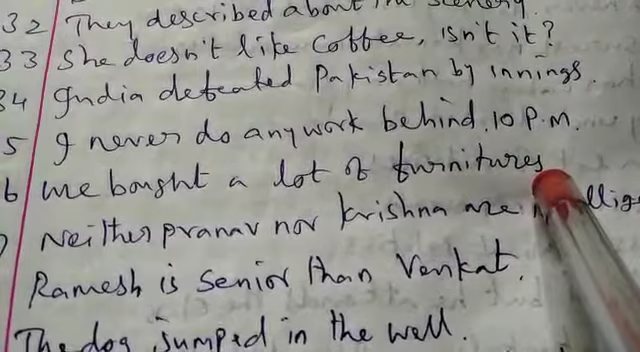 32 They described about the scenery.
33 She doesn't like coffee, isn't it?
34 India defeated Pakistan by innings.
5 I never do any work behind 10 P.M.
6 We bought a lot of furnitures
Neither pranav nor Krishna are
Ramesh is senior than Venkat.
The dog jumped in the well.